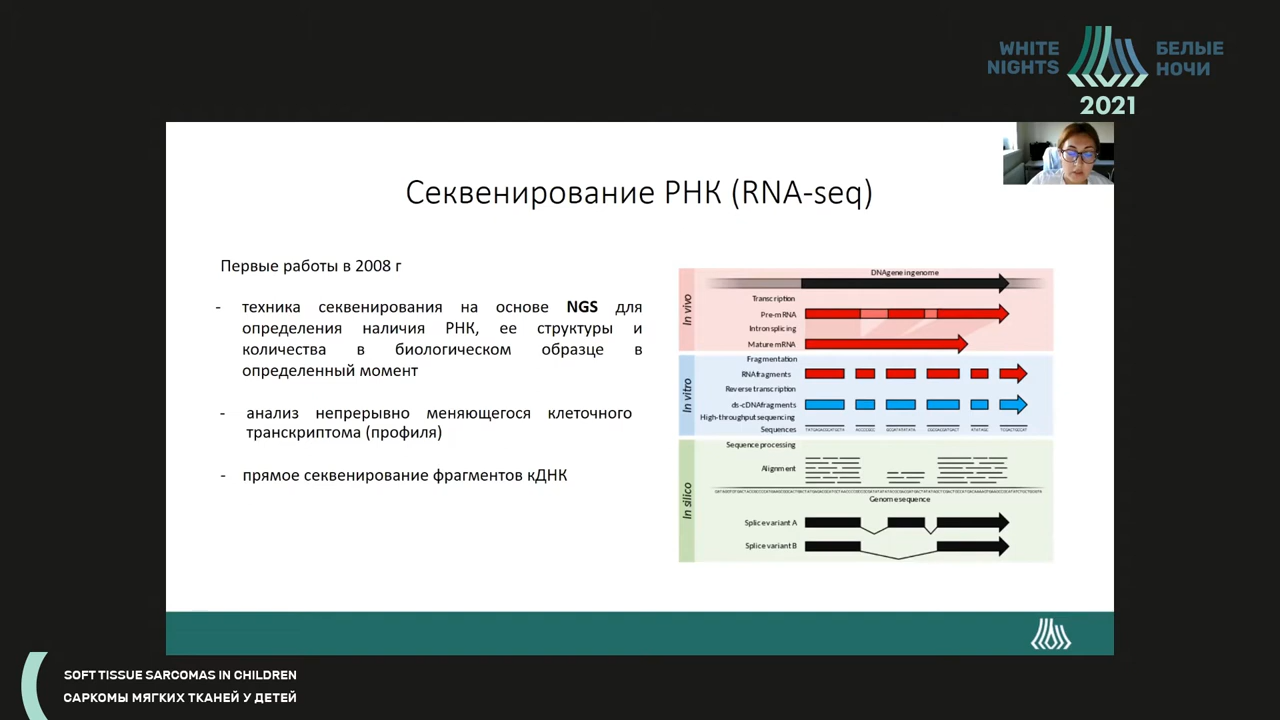 WHITE NIGHTS
БЕЛЫЕ НОЧИ
2021
Секвенирование РНК (RNA-seq)
Первые работы в 2008 г
- техника секвенирования на основе NGS для
определения наличия РНК, ее структуры и
количества в биологическом образце в
определенный момент
- анализ непрерывно меняющегося клеточного
транскриптома (профиля)
- прямое секвенирование фрагментов кДНК
In vivo
DNA gene in genome
Transcription
Pre-mRNA
Intron splicing
Mature mRNA
In vitro
Fragmentation
RNA fragments
Reverse transcription
ds-cDNA fragments
High-throughput sequencing
Sequences
In silico
Sequence processing
Alignment
Genome sequence
Splice variant A
Splice variant B
SOFT TISSUE SARCOMAS IN CHILDREN
САРКОМЫ МЯГКИХ ТКАНЕЙ У ДЕТЕЙ